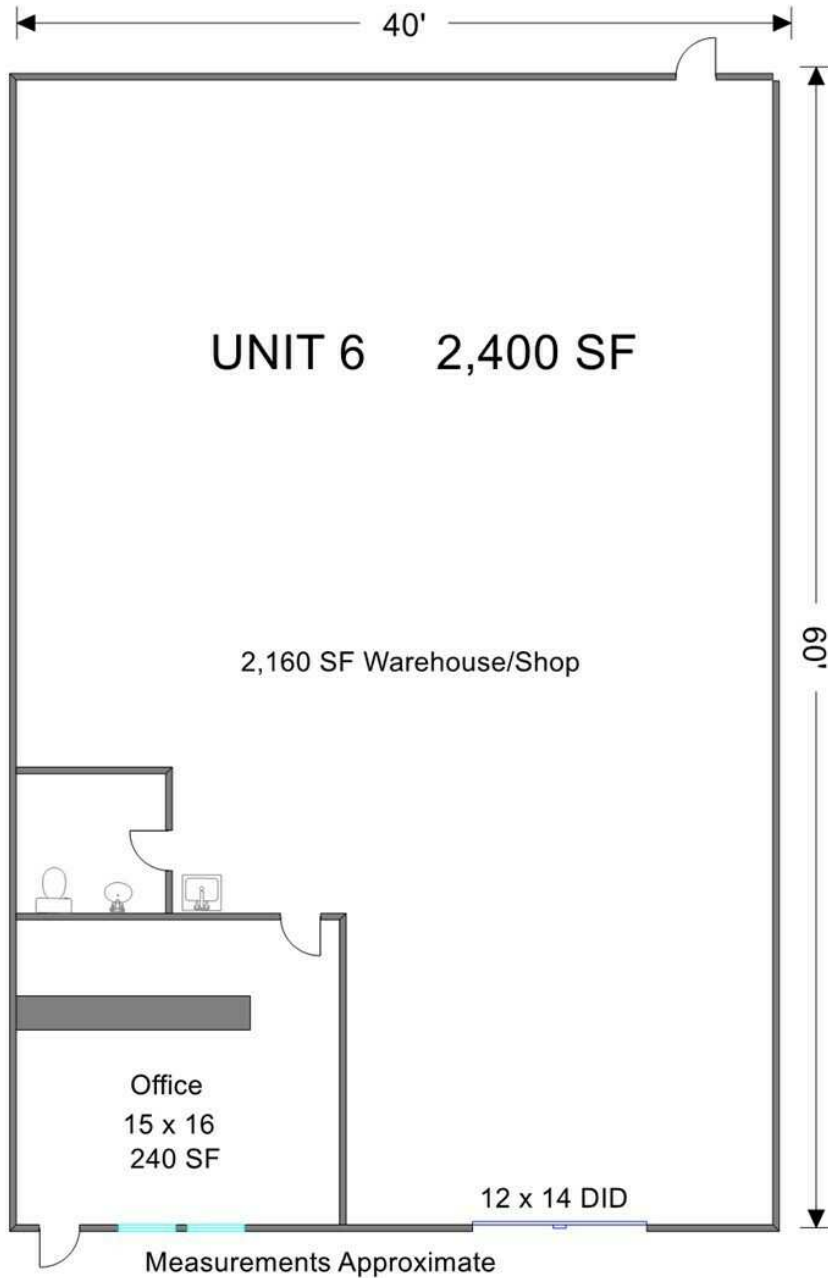 40'
UNIT 6 2,400 SF
60'
2,160 SF Warehouse/Shop
Office
15 x 16
240 SF
12 x 14 DID
Measurements Approximate